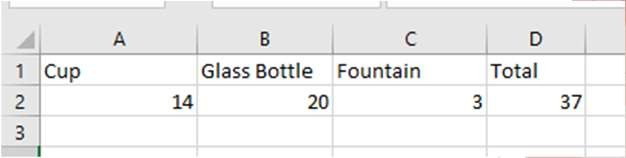 A B C D
1 Cup Glass Bottle Fountain Total
2 14 20 3 37
3